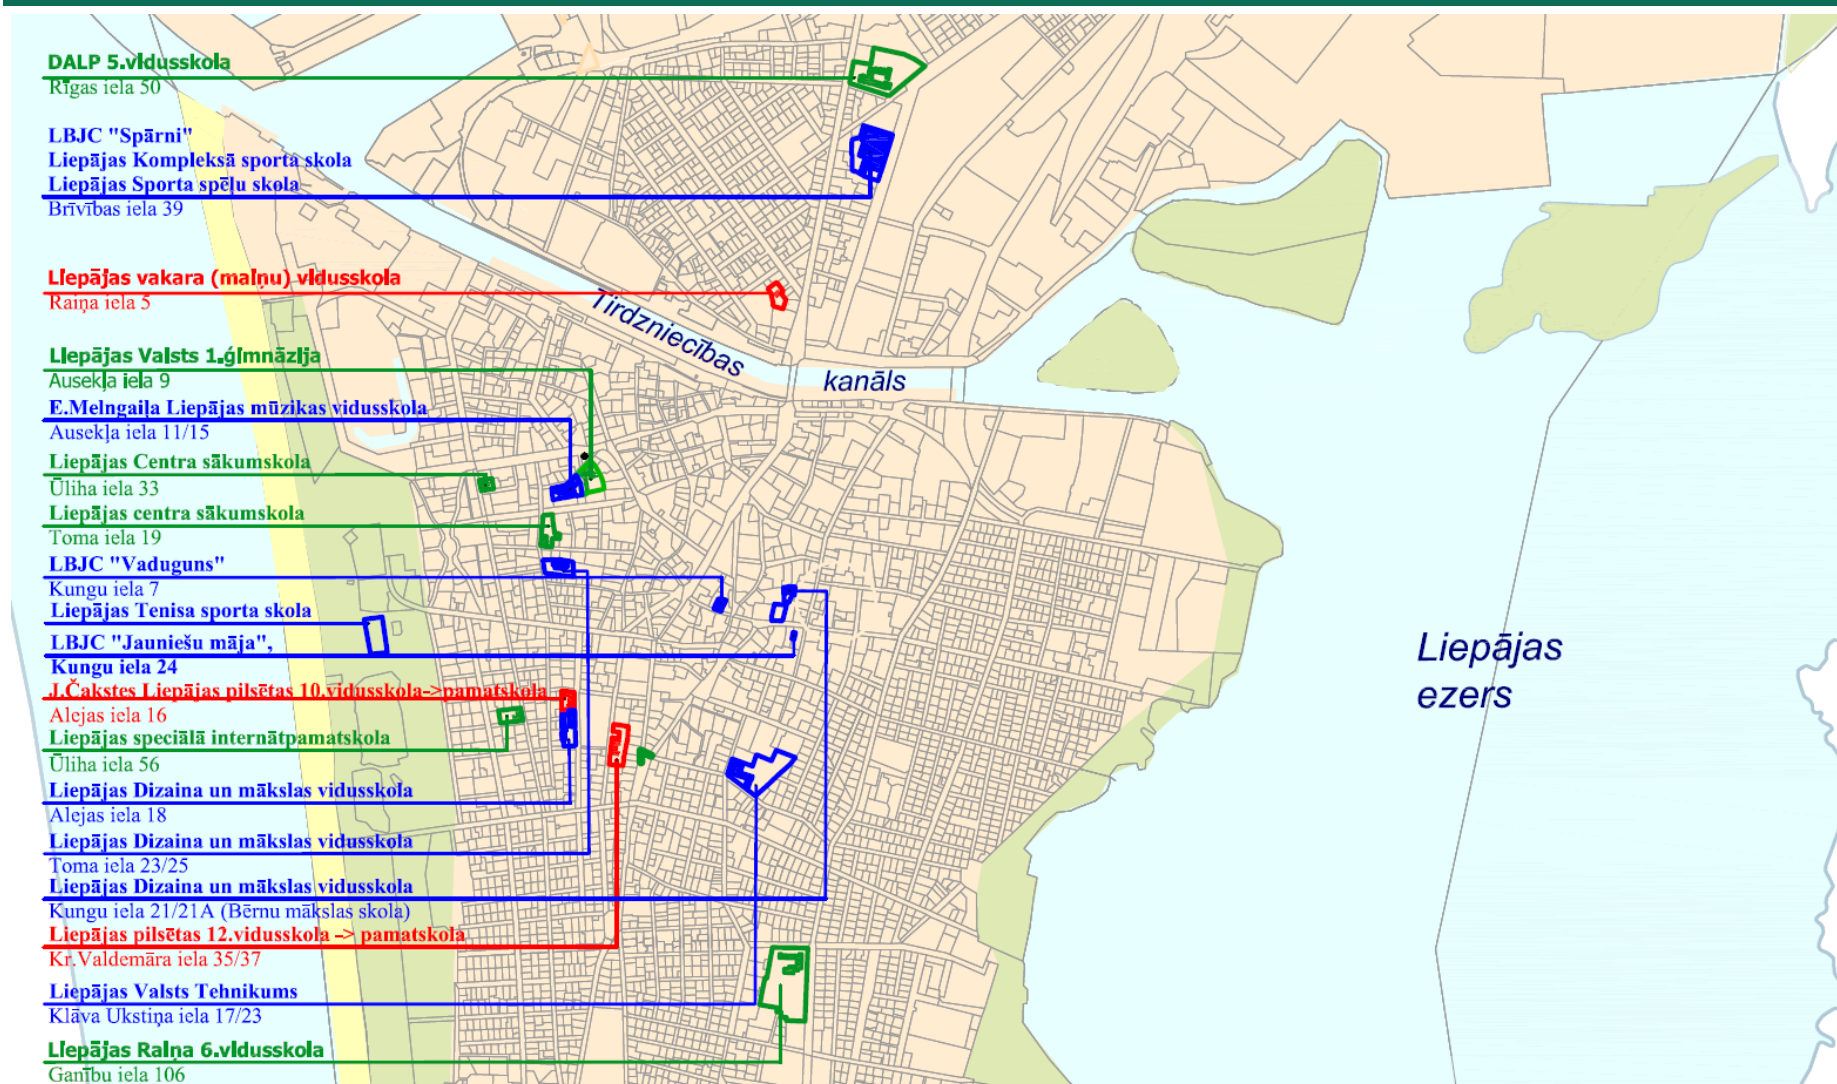 DALP 5.vidusskola
Rīgas iela 50
LBJC "Spārni"
Liepājas Kompleksā sporta skola
Liepājas Sporta spēļu skola
Brīvības iela 39
Liepājas vakara (maiņu) vidusskola
Raiņa iela 5
Tirdzniecības
kanāls
Liepājas Valsts 1.ģimnāzija
Ausekļa iela 9
E.Melngaiļa Liepājas mūzikas vidusskola
Ausekļa iela 11/15
Liepājas Centra sākumskola
Ūliha iela 33
Liepājas centra sākumskola
Toma iela 19
LBJC "Vaduguns"
Kungu iela 7
Liepājas Tenisa sporta skola
LBJC "Jauniešu māja",
Kungu iela 24
Liepājas
ezers
J.Čakstes Liepājas pilsētas 10.vidusskola->pamatskola
Alejas iela 16
Liepājas speciālā internātpamatskola
Ūliha iela 56
Liepājas Dizaina un mākslas vidusskola
Alejas iela 18
Liepājas Dizaina un mākslas vidusskola
Toma iela 23/25
Liepājas Dizaina un mākslas vidusskola
Kungu iela 21/21A (Bērnu mākslas skola)
Liepājas pilsētas 12.vidusskola -> pamatskola
Kr.Valdemāra iela 35/37
Liepājas Valsts Tehnikums
Klāva Ukstiņa iela 17/23
Liepājas Raiņa 6.vidusskola
Ganību iela 106